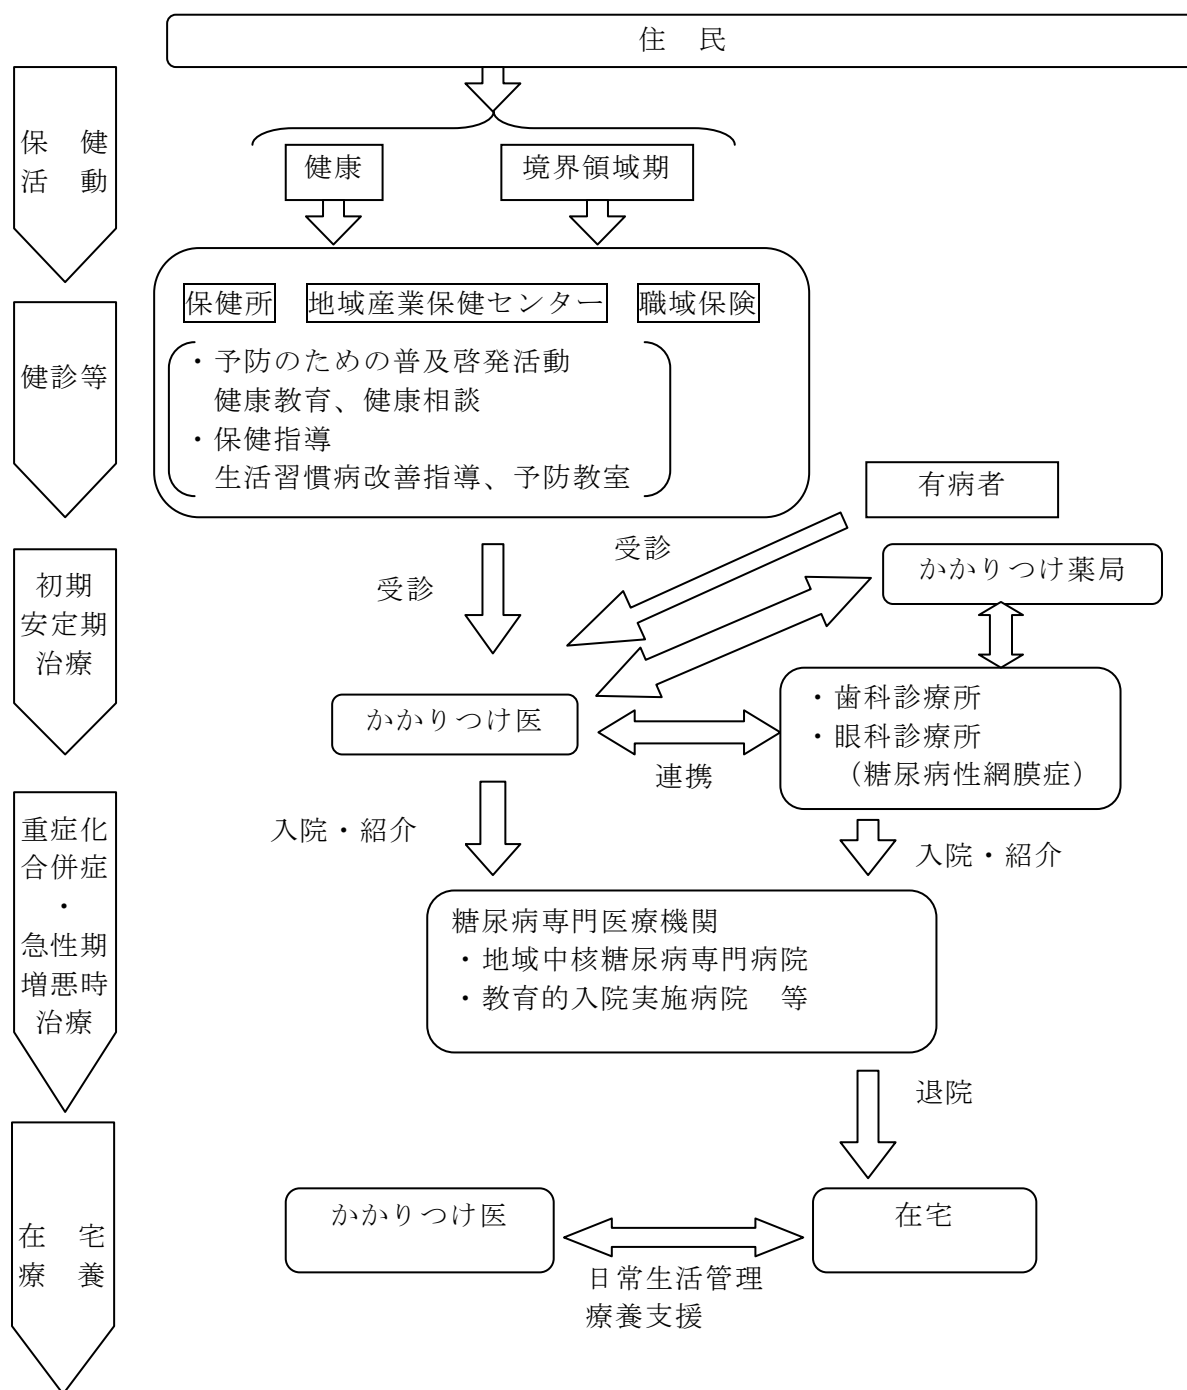 住　民
保　健
活　動
健康
境界領域期
保健所
地域産業保健センター
職域保険
健診等
・予防のための普及啓発活動
健康教育、健康相談
・保健指導
生活習慣病改善指導、予防教室
有病者
受診
受診
かかりつけ薬局
初期
安定期
治療
かかりつけ医
・歯科診療所
・眼科診療所
（糖尿病性網膜症）
連携
入院・紹介
入院・紹介
重症化
合併症
・
急性期
増悪時
治療
糖尿病専門医療機関
・地域中核糖尿病専門病院
・教育的入院実施病院　等
退院
在　宅
療　養
かかりつけ医
在宅
日常生活管理
療養支援